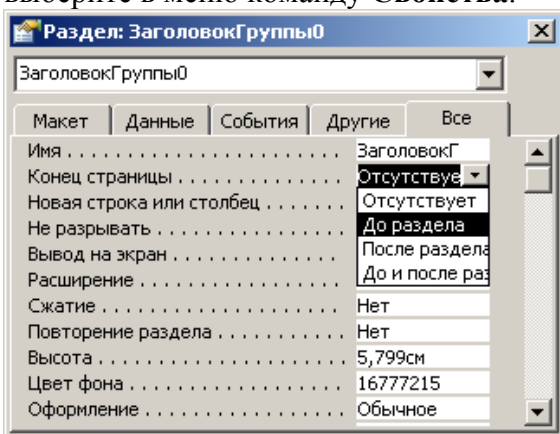 выберите в меню команду Свойства.
Раздел: ЗаголовокГруппы0
ЗаголовокГруппы0
Макет Данные События Другие Все
Имя . . . . . . . . . . . . . . . . . . . . . . . ЗаголовокГ
Конец страницы . . . . . . . . . . . . . Отсутствуе
Новая строка или столбец . . . . . . . Отсутствует
Не разрывать . . . . . . . . . . . . . . . До раздела
Вывод на экран . . . . . . . . . . . . . . После раздела
Расширение . . . . . . . . . . . . . . . . . До и после раз
Сжатие . . . . . . . . . . . . . . . . . . . . Нет
Повторение раздела . . . . . . . . . . . Нет
Высота . . . . . . . . . . . . . . . . . . . . 5,799см
Цвет фона . . . . . . . . . . . . . . . . . . 16777215
Оформление . . . . . . . . . . . . . . . . . Обычное